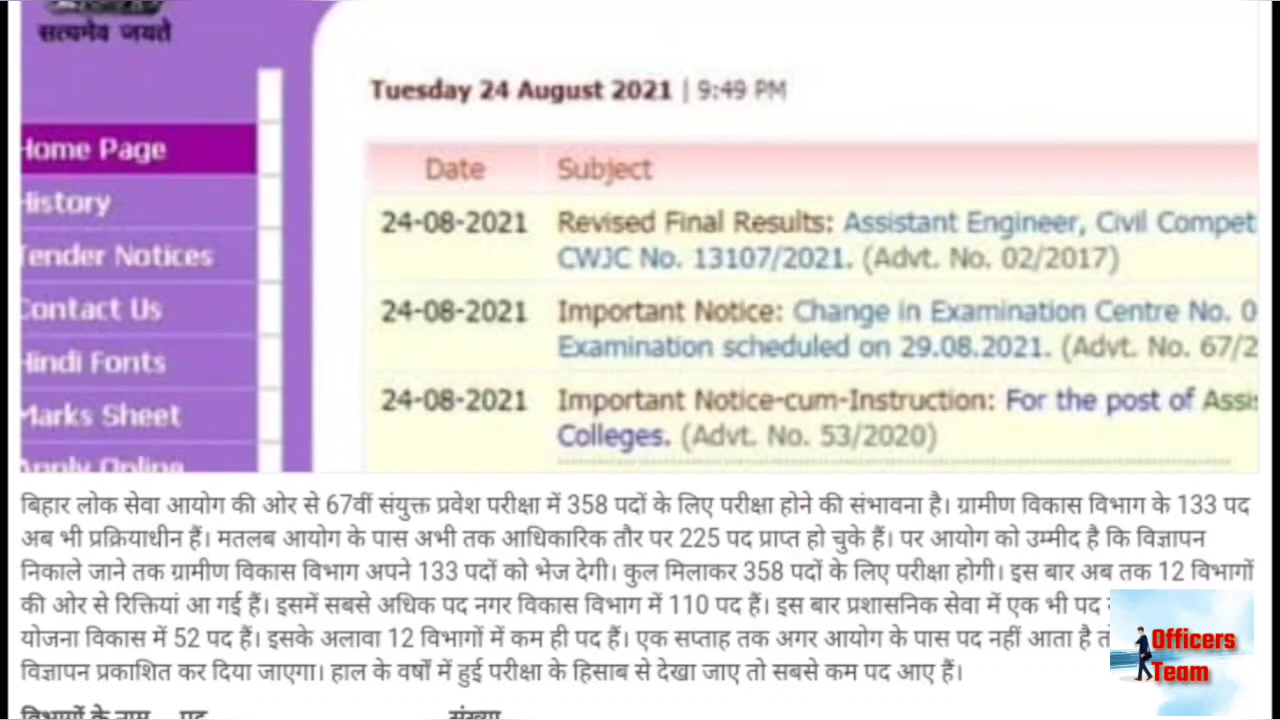 सत्यमेव जयते
Tuesday 24 August 2021 | 9:49 PM
Home Page
History
Tender Notices
Contact Us
Hindi Fonts
Marks Sheet
Apply Online
Date Subject
24-08-2021 Revised Final Results: Assistant Engineer, Civil Compet
CWJC No. 13107/2021. (Advt. No. 02/2017)
24-08-2021 Important Notice: Change in Examination Centre No. 0
Examination scheduled on 29.08.2021. (Advt. No. 67/2
24-08-2021 Important Notice-cum-Instruction: For the post of Assis
Colleges. (Advt. No. 53/2020)
बिहार लोक सेवा आयोग की ओर से 67वीं संयुक्त प्रवेश परीक्षा में 358 पदों के लिए परीक्षा होने की संभावना है। ग्रामीण विकास विभाग के 133 पद
अब भी प्रक्रियाधीन हैं। मतलब आयोग के पास अभी तक आधिकारिक तौर पर 225 पद प्राप्त हो चुके हैं। पर आयोग को उम्मीद है कि विज्ञापन
निकाले जाने तक ग्रामीण विकास विभाग अपने 133 पदों को भेज देगी। कुल मिलाकर 358 पदों के लिए परीक्षा होगी। इस बार अब तक 12 विभागों
की ओर से रिक्तियां आ गई हैं। इसमें सबसे अधिक पद नगर विकास विभाग में 110 पद हैं। इस बार प्रशासनिक सेवा में एक भी पद
योजना विकास में 52 पद हैं। इसके अलावा 12 विभागों में कम ही पद हैं। एक सप्ताह तक अगर आयोग के पास पद नहीं आता है
विज्ञापन प्रकाशित कर दिया जाएगा। हाल के वर्षों में हुई परीक्षा के हिसाब से देखा जाए तो सबसे कम पद आए हैं।
विभागों के नाम पद संख्या
Officers
Team